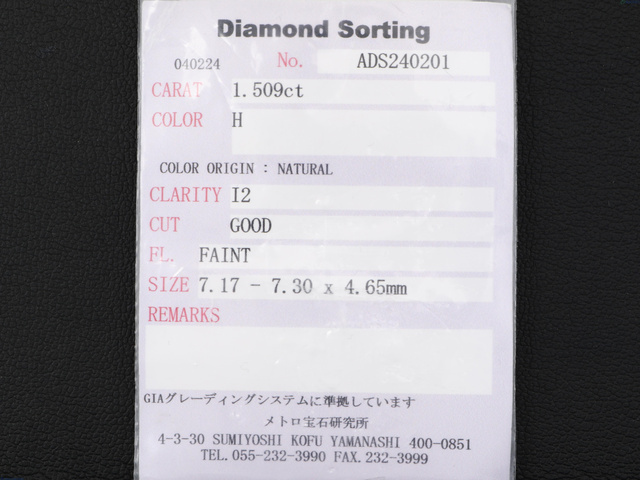 Diamond Sorting
040224 No. ADS240201
CARAT 1.509ct
COLOR H
COLOR ORIGIN : NATURAL
CLARITY I2
CUT GOOD
FL. FAINT
SIZE 7.17 - 7.30 x 4.65mm
REMARKS
GIAグレーディングシステムに準拠しています
メトロ宝石研究所
4-3-30 SUMIYOSHI KOFU YAMANASHI 400-0851
TEL. 055-232-3990 FAX. 232-3999